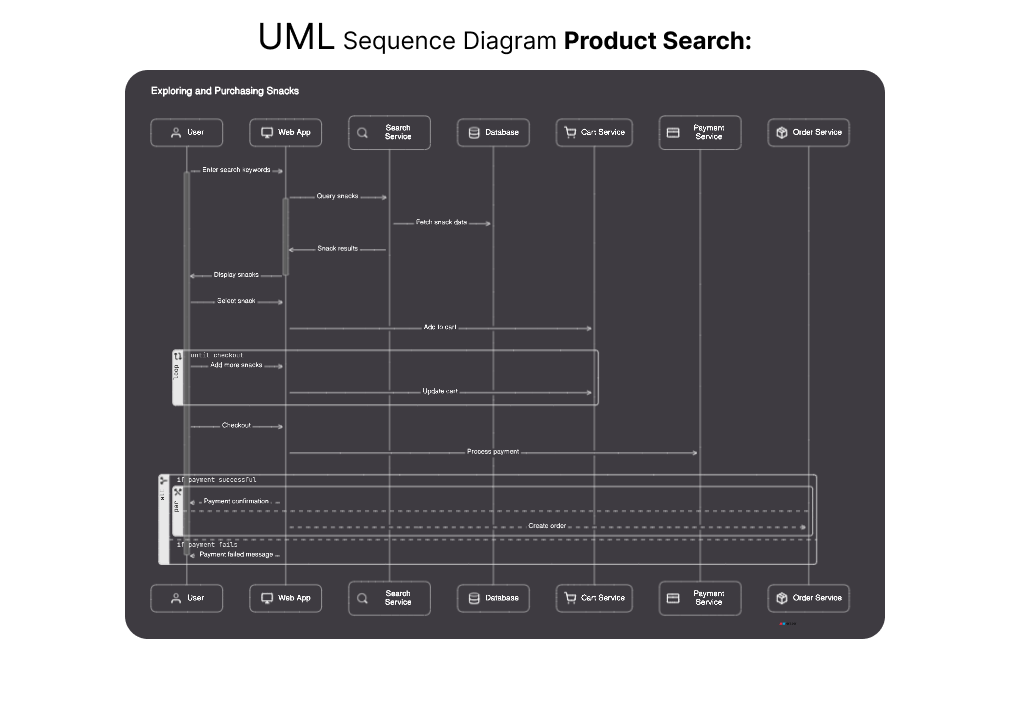 UML Sequence Diagram Product Search:
Exploring and Purchasing Snacks
User
Web App
Search
Service
Database
Cart Service
Payment
Service
Order Service
Enter search keywords
Query snacks
Fetch snack data
Snack results
Display snacks
Select snack
Add to cart
loop
until checkout
Add more snacks
Update cart
Checkout
Process payment
if payment successful
par
Payment confirmation
Create order
if payment fails
Payment failed message
User
Web App
Search
Service
Database
Cart Service
Payment
Service
Order Service